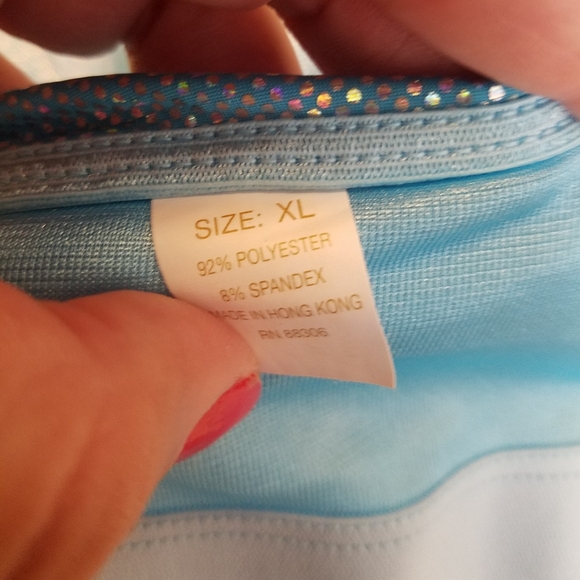 SIZE: XL
92% POLYESTER
8% SPANDEX
MADE IN HONG KONG
RN 88306